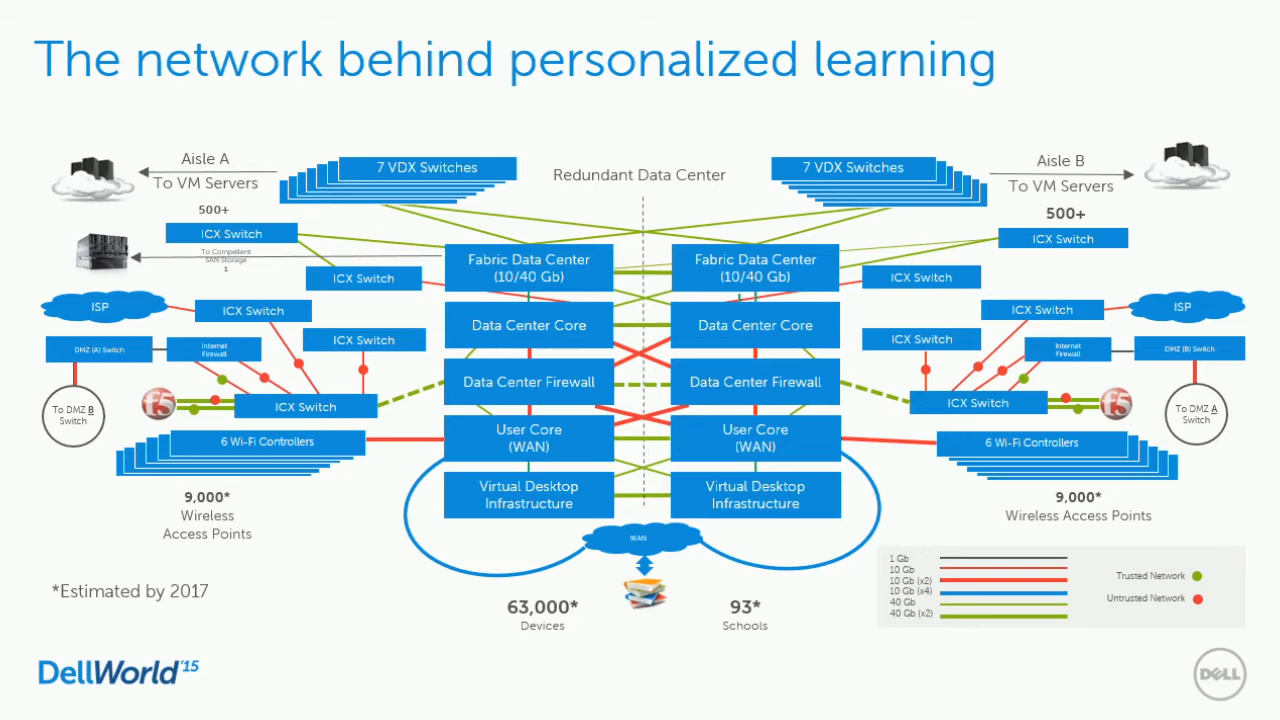 The network behind personalized learning
Aisle A
To VM Servers
500+
7 VDX Switches
Redundant Data Center
7 VDX Switches
Aisle B
To VM Servers
500+
ICX Switch
To Compellent
SAN Storage
1
ICX Switch
Fabric Data Center
(10/40 Gb)
Fabric Data Center
(10/40 Gb)
ICX Switch
ICX Switch
ISP
ICX Switch
Data Center Core
Data Center Core
ICX Switch
ISP
DMZ (A) Switch
Internet
Firewall
ICX Switch
ICX Switch
Internet
Firewall
DMZ (B) Switch
Data Center Firewall
Data Center Firewall
To DMZ B
Switch
f5
ICX Switch
ICX Switch
f5
To DMZ A
Switch
6 Wi-Fi Controllers
User Core
(WAN)
User Core
(WAN)
6 Wi-Fi Controllers
9,000*
Wireless
Access Points
Virtual Desktop
Infrastructure
Virtual Desktop
Infrastructure
9,000*
Wireless Access Points
WAN
*Estimated by 2017
63,000*
Devices
93*
Schools
1 Gb
10 Gb
10 Gb (x2)
10 Gb (x4)
40 Gb
40 Gb (x2)
Trusted Network
Untrusted Network
DellWorld'15
DELL